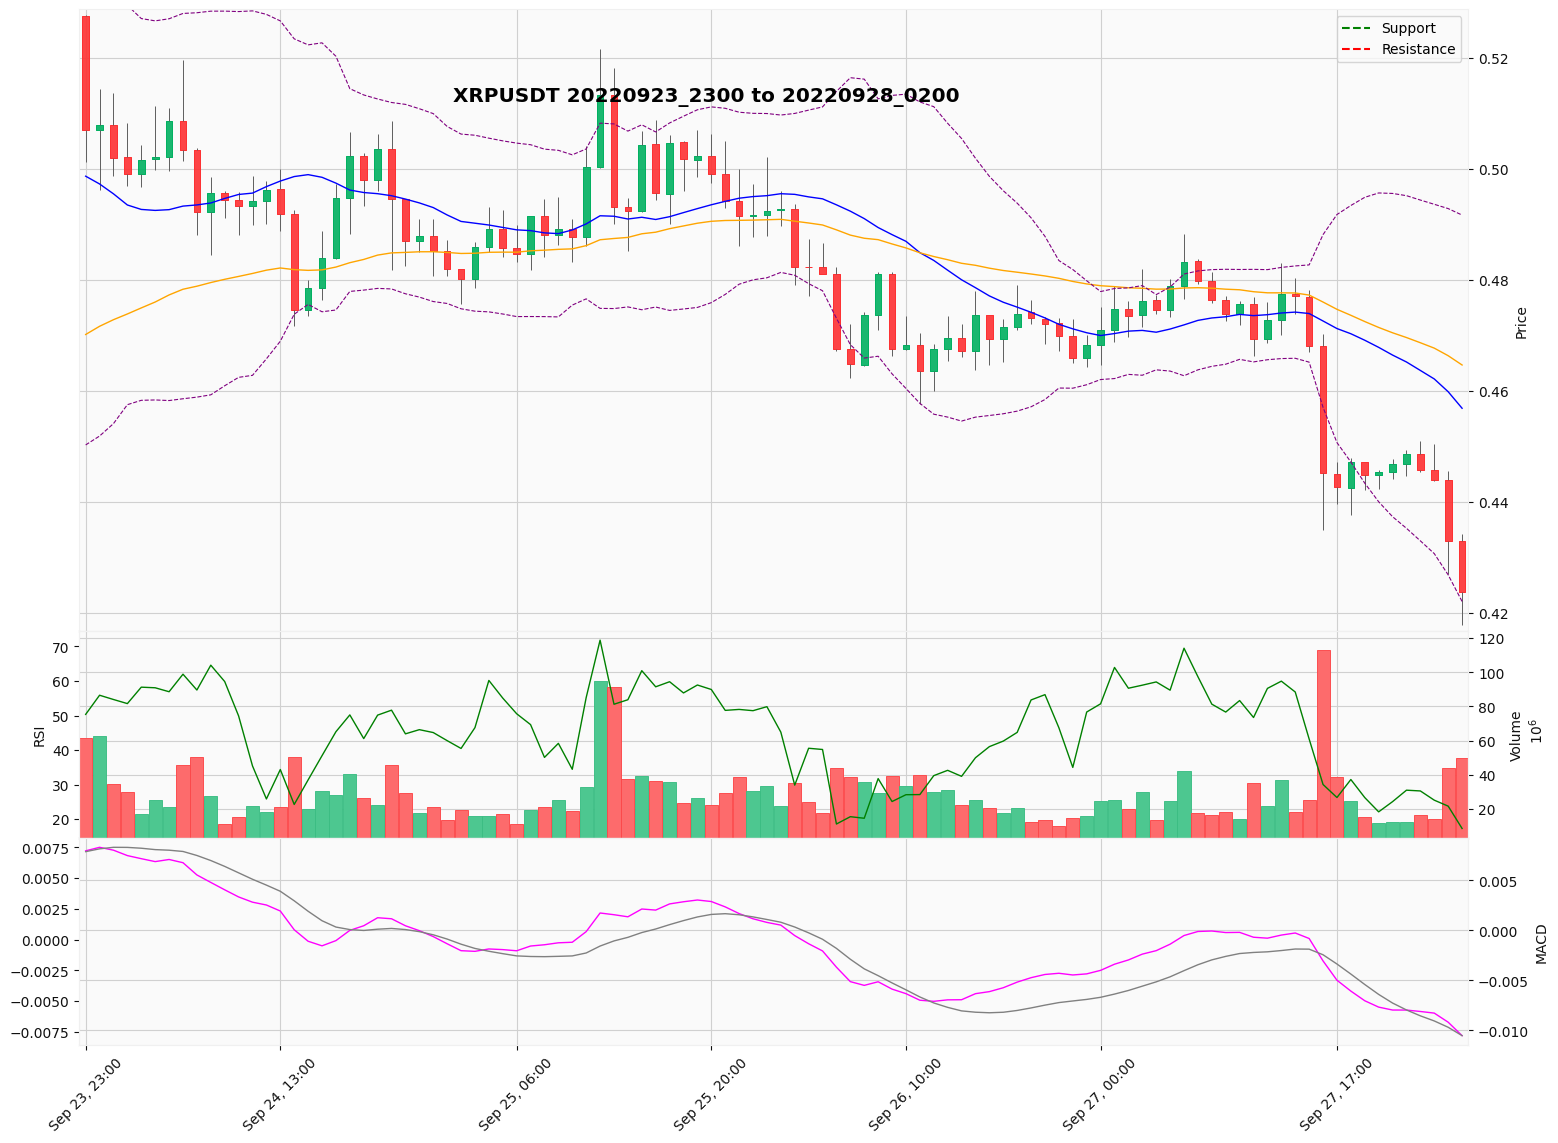 XRPUSDT 20220923_2300 to 20220928_0200
Support
Resistance
0.52
0.50
0.48
0.46
0.44
0.42
Price
70
60
50
40
30
20
RSI
120
100
80
60
40
20
Volume
10^6
0.0075
0.0050
0.0025
0.0000
−0.0025
−0.0050
−0.0075
0.005
0.000
−0.005
−0.010
MACD
Sep 23, 23:00
Sep 24, 13:00
Sep 25, 06:00
Sep 25, 20:00
Sep 26, 10:00
Sep 27, 00:00
Sep 27, 17:00